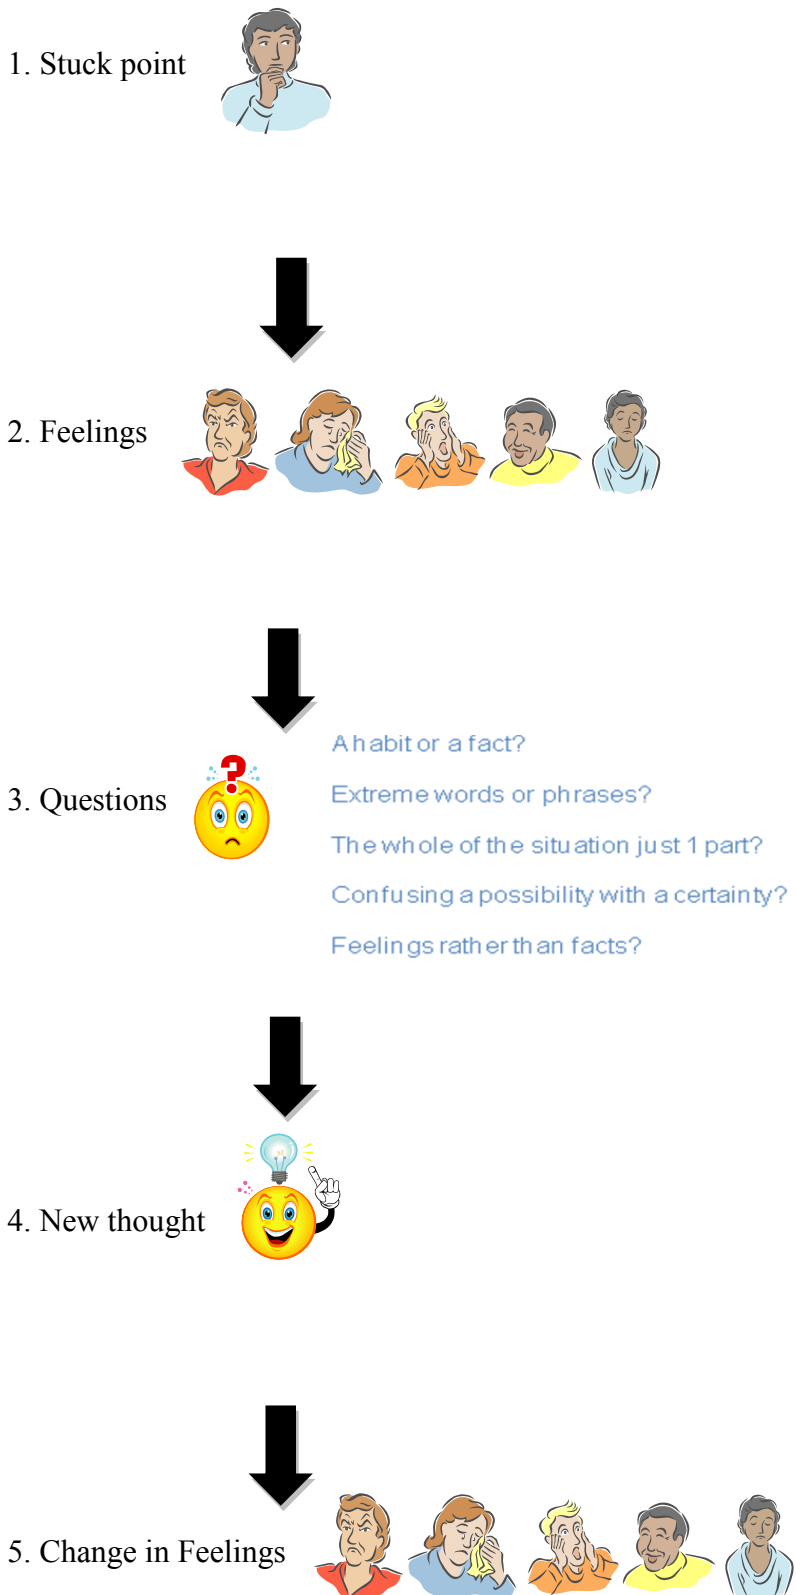 1. Stuck point
2. Feelings
3. Questions
?
A habit or a fact?
Extreme words or phrases?
The whole of the situation just 1 part?
Confusing a possibility with a certainty?
Feelings rather than facts?
4. New thought
5. Change in Feelings